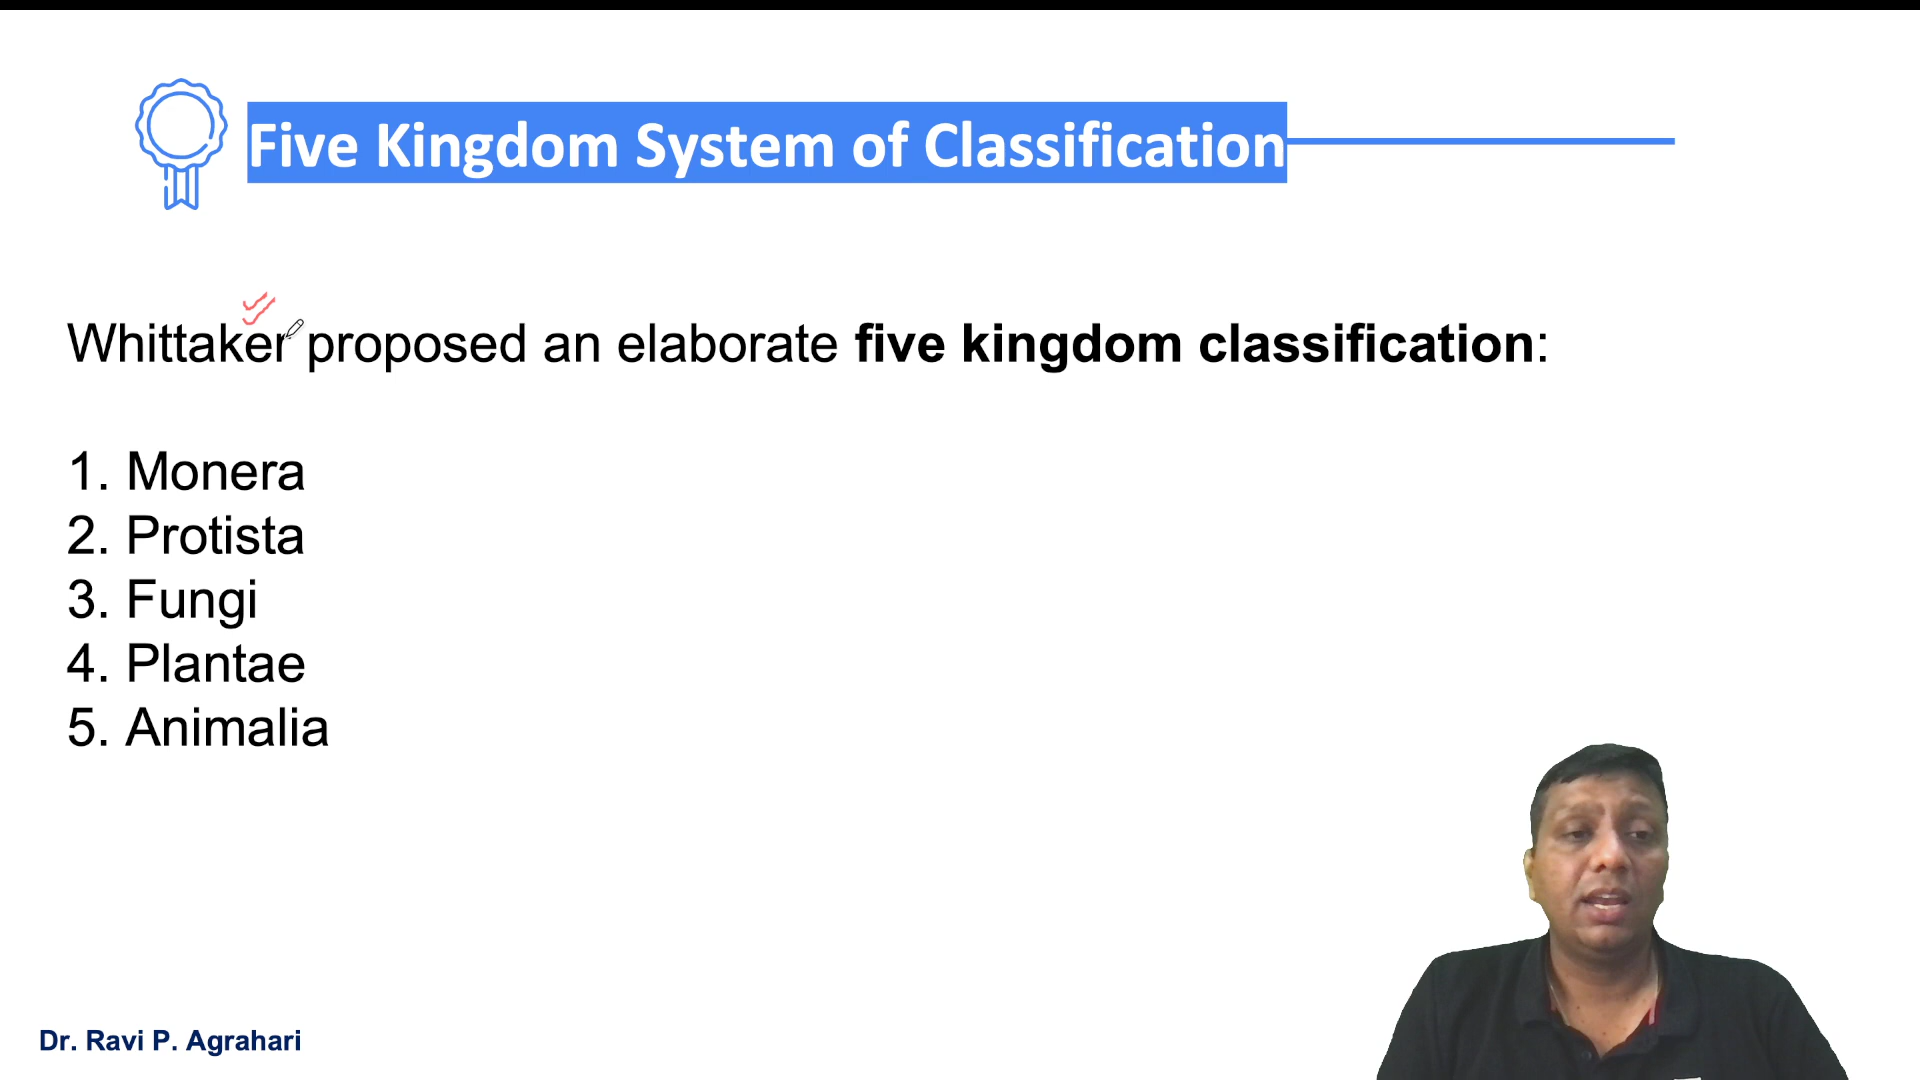 Five Kingdom System of Classification
Whittaker proposed an elaborate five kingdom classification:
1. Monera
2. Protista
3. Fungi
4. Plantae
5. Animalia
Dr. Ravi P. Agrahari